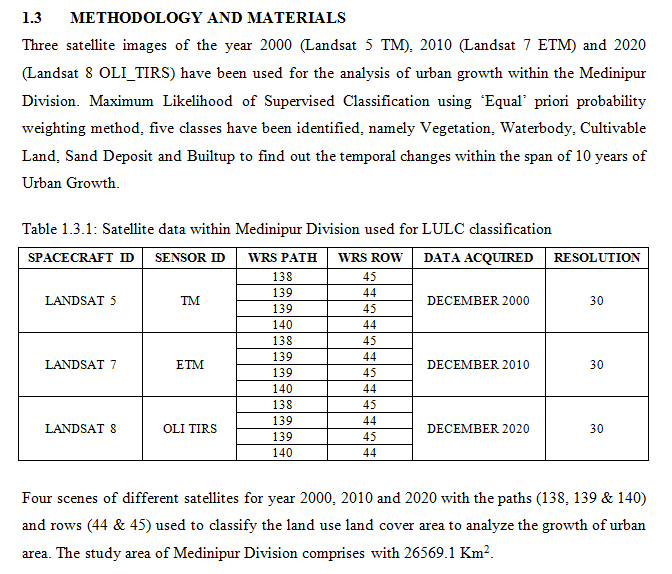 1.3 METHODOLOGY AND MATERIALS
Three satellite images of the year 2000 (Landsat 5 TM), 2010 (Landsat 7 ETM) and 2020
(Landsat 8 OLI_TIRS) have been used for the analysis of urban growth within the Medinipur
Division. Maximum Likelihood of Supervised Classification using ‘Equal’ priori probability
weighting method, five classes have been identified, namely Vegetation, Waterbody, Cultivable
Land, Sand Deposit and Builtup to find out the temporal changes within the span of 10 years of
Urban Growth.
Table 1.3.1: Satellite data within Medinipur Division used for LULC classification
SPACECRAFT ID SENSOR ID WRS PATH WRS ROW DATA ACQUIRED RESOLUTION
LANDSAT 5 TM 138 45 DECEMBER 2000 30
139 44
139 45
140 44
LANDSAT 7 ETM 138 45 DECEMBER 2010 30
139 44
139 45
140 44
LANDSAT 8 OLI TIRS 138 45 DECEMBER 2020 30
139 44
139 45
140 44
Four scenes of different satellites for year 2000, 2010 and 2020 with the paths (138, 139 & 140)
and rows (44 & 45) used to classify the land use land cover area to analyze the growth of urban
area. The study area of Medinipur Division comprises with 26569.1 Km².